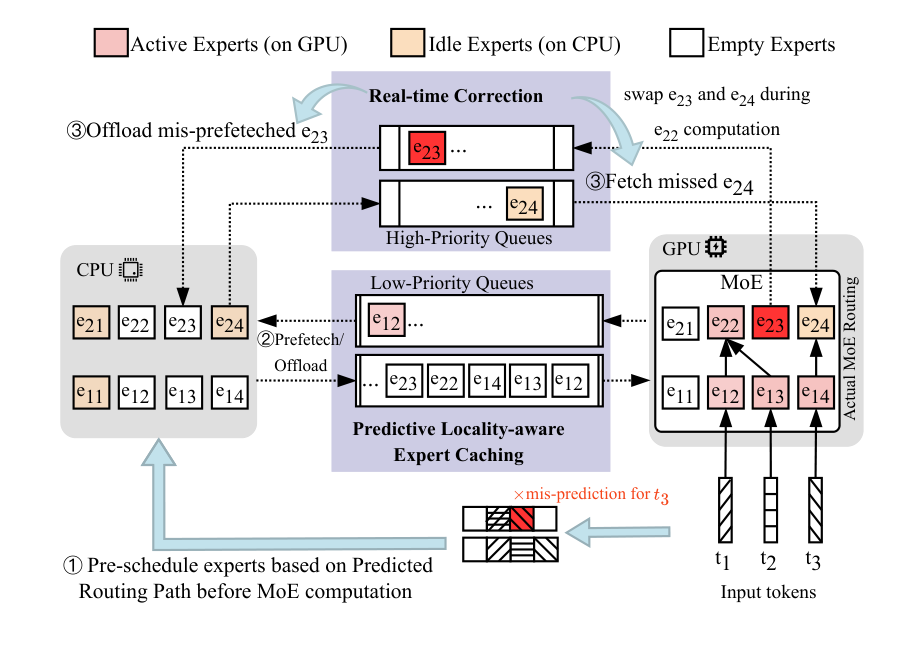 Active Experts (on GPU) Idle Experts (on CPU) Empty Experts
Real-time Correction
swap e23 and e24 during
e22 computation
③Offload mis-prefeteched e23
e23 ...
③Fetch missed e24
... e24
High-Priority Queues
CPU
GPU
MoE
Low-Priority Queues
e21 e22 e23 e24
e12 ...
e21 e22 e23 e24
②Prefetech/
Offload
e11 e12 e13 e14
... e23 e22 e14 e13 e12
e11 e12 e13 e14
Actual MoE Routing
Predictive Locality-aware
Expert Caching
×mis-prediction for t3
① Pre-schedule experts based on Predicted
Routing Path before MoE computation
t1 t2 t3
Input tokens